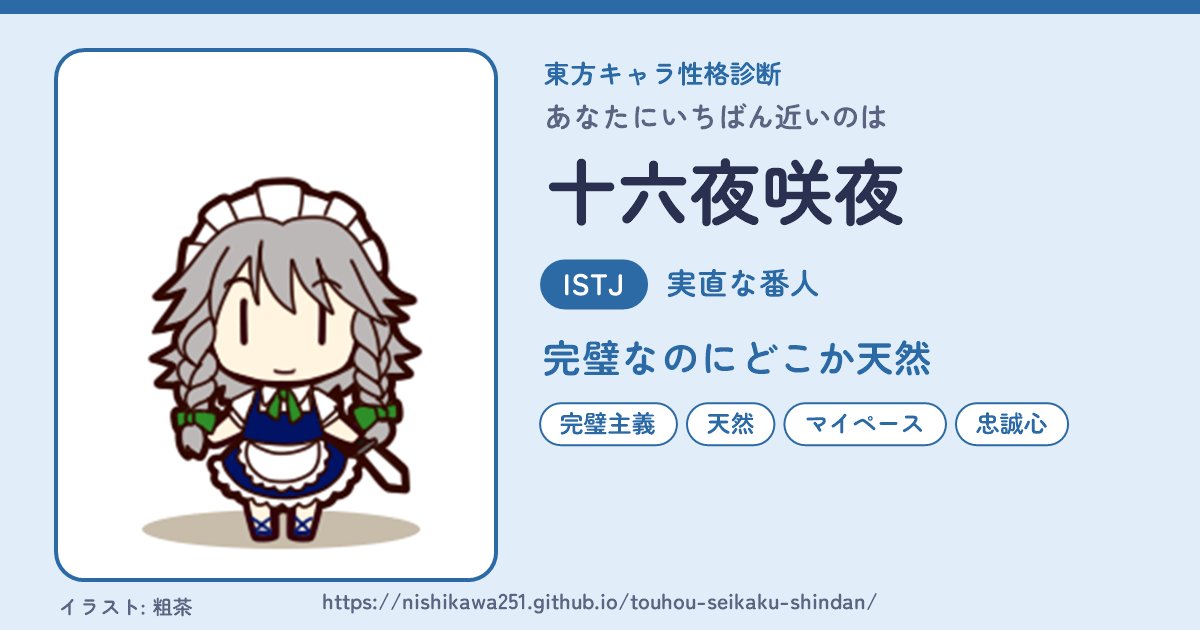 東方キャラ性格診断
あなたにいちばん近いのは
十六夜咲夜
ISTJ 実直な番人
完璧なのにどこか天然
完璧主義 天然 マイペース 忠誠心
イラスト: 粗茶 https://nishikawa251.github.io/touhou-seikaku-shindan/